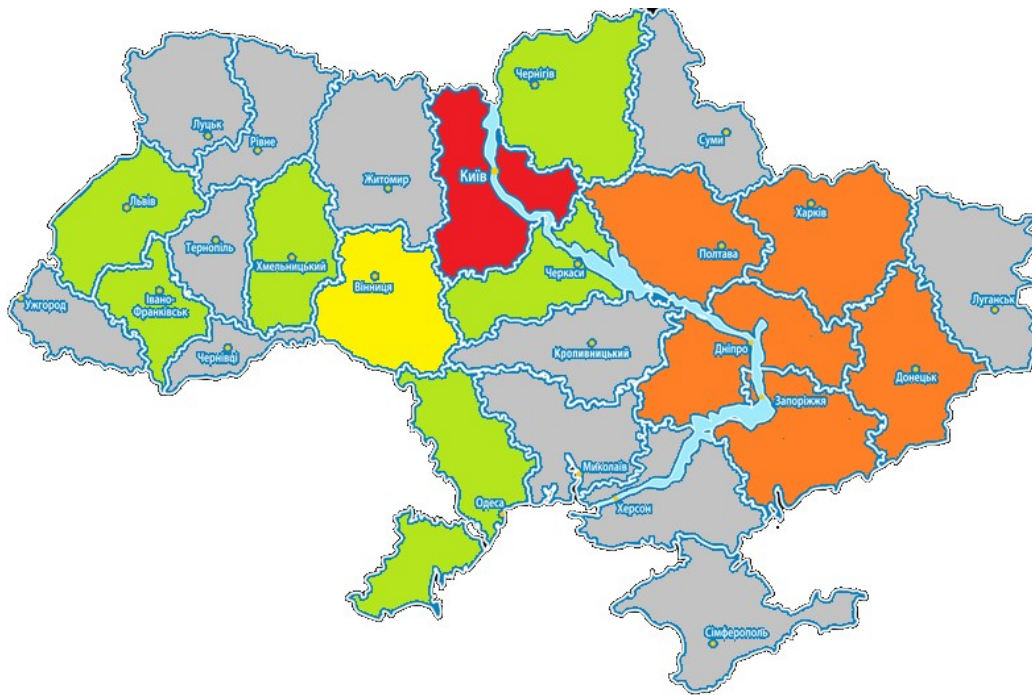 Чернігів
Луцьк
Рівне
Суми
Київ
Житомир
Львів
Харків
Тернопіль
Полтава
Хмельницький
Черкаси
Вінниця
Івано-
Франківськ
Ужгород
Луганськ
Дніпро
Кропивницький
Чернівці
Донецьк
Запоріжжя
Миколаїв
Одеса
Херсон
Сімферополь